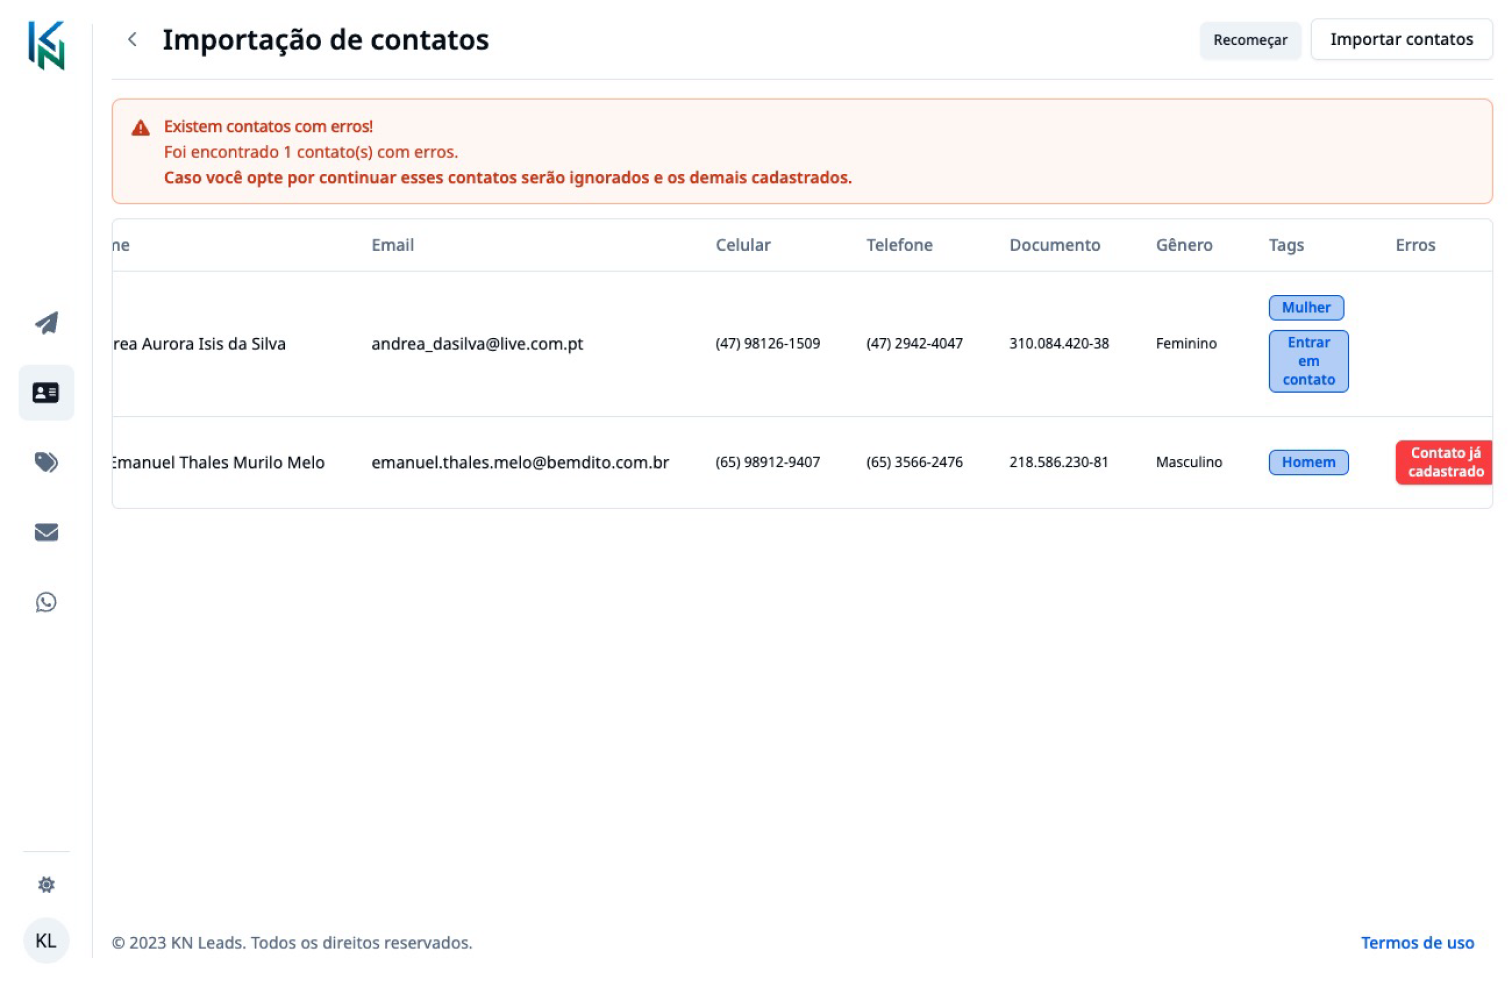 KN
Importação de contatos
Recomeçar
Importar contatos
Existem contatos com erros!
Foi encontrado 1 contato(s) com erros.
Caso você opte por continuar esses contatos serão ignorados e os demais cadastrados.
me Email Celular Telefone Documento Gênero Tags Erros
rea Aurora Isis da Silva andrea_dasilva@live.com.pt (47) 98126-1509 (47) 2942-4047 310.084.420-38 Feminino
Mulher
Entrar
em
contato
Emanuel Thales Murilo Melo emanuel.thales.melo@bemdito.com.br (65) 98912-9407 (65) 3566-2476 218.586.230-81 Masculino Homem
Contato já
cadastrado
KL
© 2023 KN Leads. Todos os direitos reservados.
Termos de uso